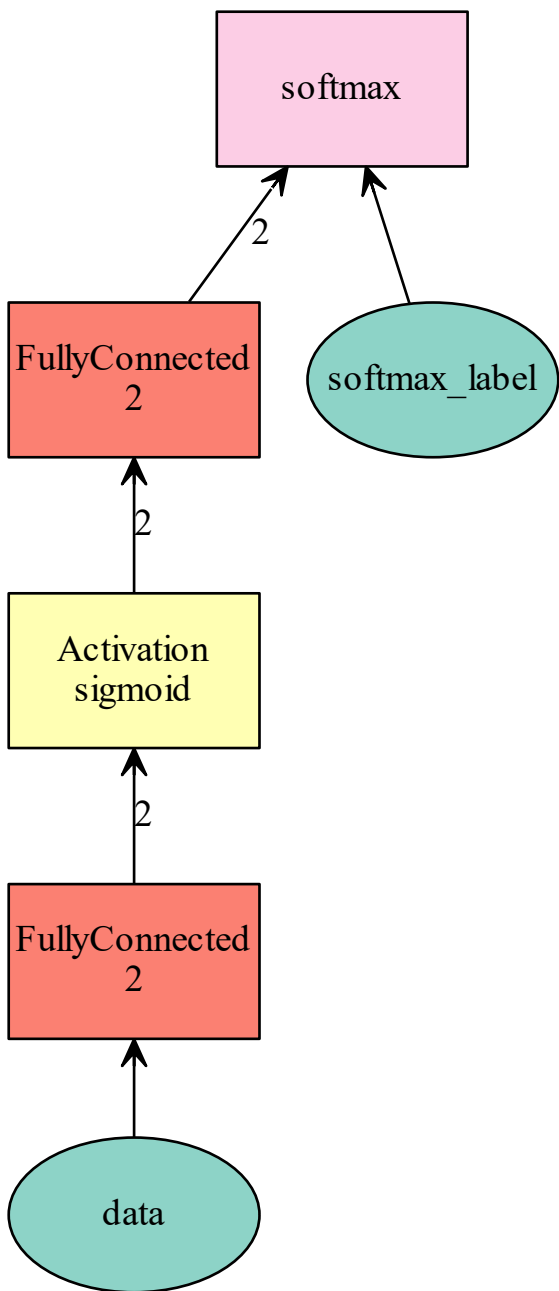 softmax
2
FullyConnected
2
softmax_label
2
Activation
sigmoid
2
FullyConnected
2
data